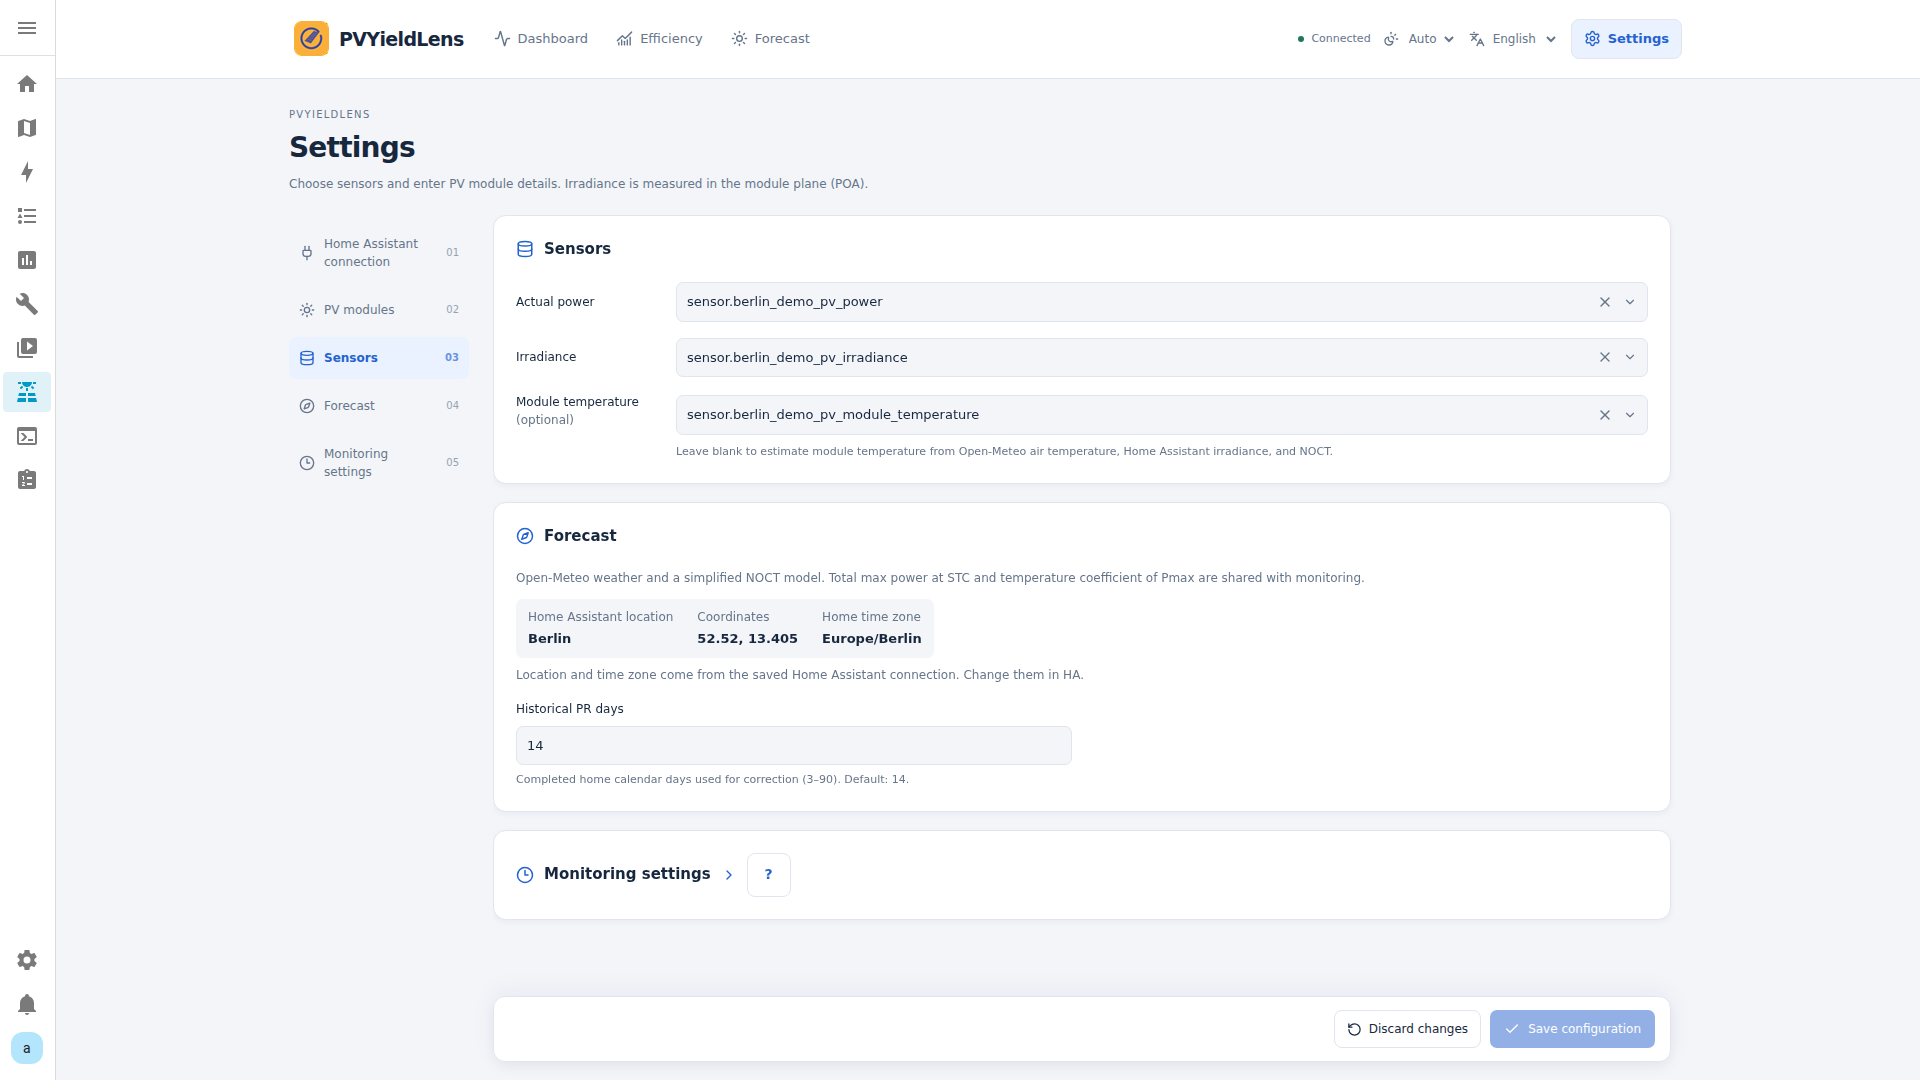 PVYieldLens
Dashboard
Efficiency
Forecast
Connected
Auto
English
Settings
PVYIELDLENS
Settings
Choose sensors and enter PV module details. Irradiance is measured in the module plane (POA).
Home Assistant connection 01
PV modules 02
Sensors 03
Forecast 04
Monitoring settings 05
Sensors
Actual power
sensor.berlin_demo_pv_power
Irradiance
sensor.berlin_demo_pv_irradiance
Module temperature
(optional)
sensor.berlin_demo_pv_module_temperature
Leave blank to estimate module temperature from Open-Meteo air temperature, Home Assistant irradiance, and NOCT.
Forecast
Open-Meteo weather and a simplified NOCT model. Total max power at STC and temperature coefficient of Pmax are shared with monitoring.
Home Assistant location
Berlin
Coordinates
52.52, 13.405
Home time zone
Europe/Berlin
Location and time zone come from the saved Home Assistant connection. Change them in HA.
Historical PR days
14
Completed home calendar days used for correction (3–90). Default: 14.
Monitoring settings
?
Discard changes
Save configuration
a